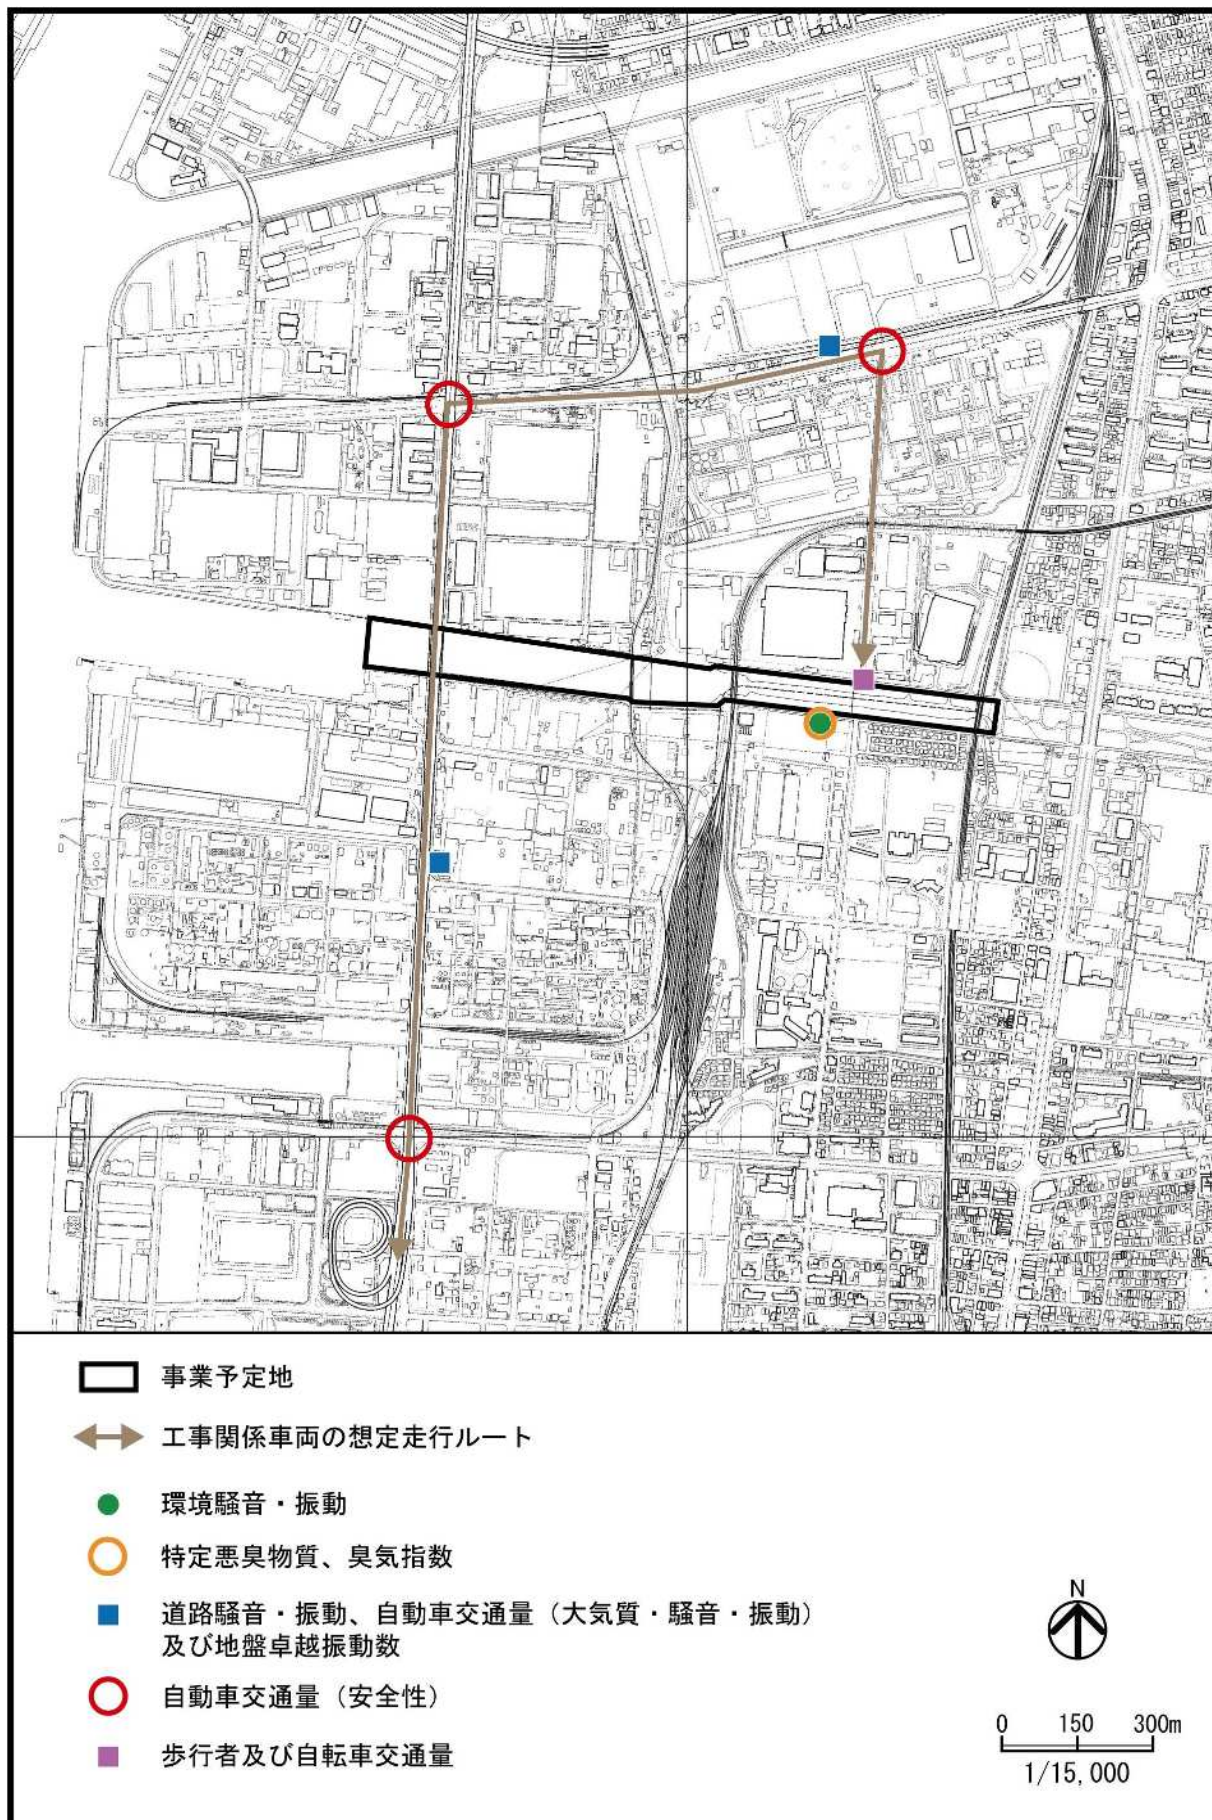 事業予定地
工事関係車両の想定走行ルート
環境騒音・振動
特定悪臭物質、臭気指数
道路騒音・振動、自動車交通量（大気質・騒音・振動）
及び地盤卓越振動数
自動車交通量（安全性）
歩行者及び自転車交通量
N
0 150 300m
1/15,000